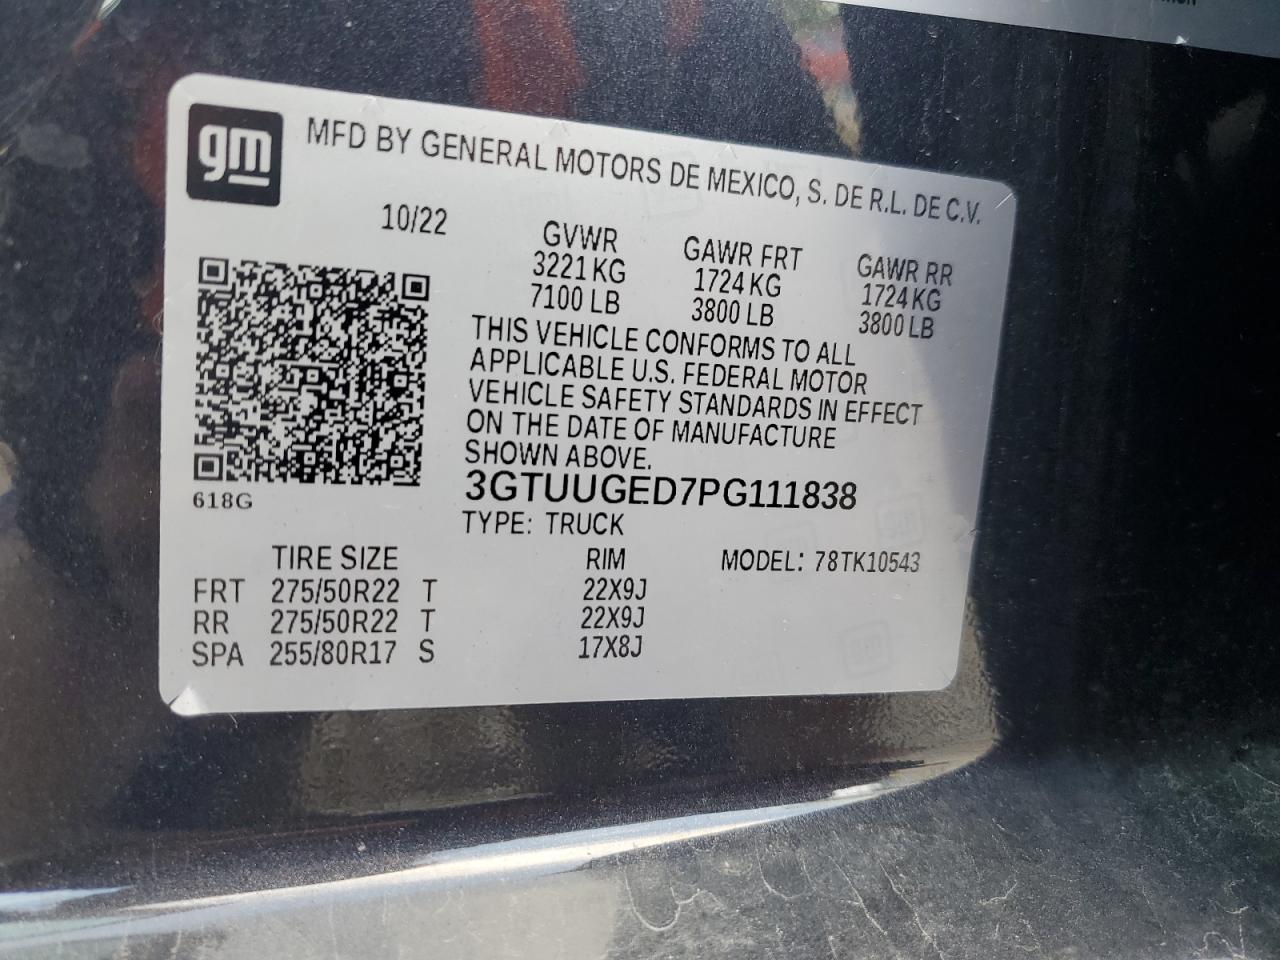 gm
MFD BY GENERAL MOTORS DE MEXICO, S. DE R.L. DE C.V.
10/22
GVWR GAWR FRT GAWR RR
3221 KG 1724 KG 1724 KG
7100 LB 3800 LB 3800 LB
THIS VEHICLE CONFORMS TO ALL
APPLICABLE U.S. FEDERAL MOTOR
VEHICLE SAFETY STANDARDS IN EFFECT
ON THE DATE OF MANUFACTURE
SHOWN ABOVE.
618G
3GTUUGED7PG111838
TYPE: TRUCK
TIRE SIZE RIM MODEL: 78TK10543
FRT 275/50R22 T 22X9J
RR 275/50R22 T 22X9J
SPA 255/80R17 S 17X8J